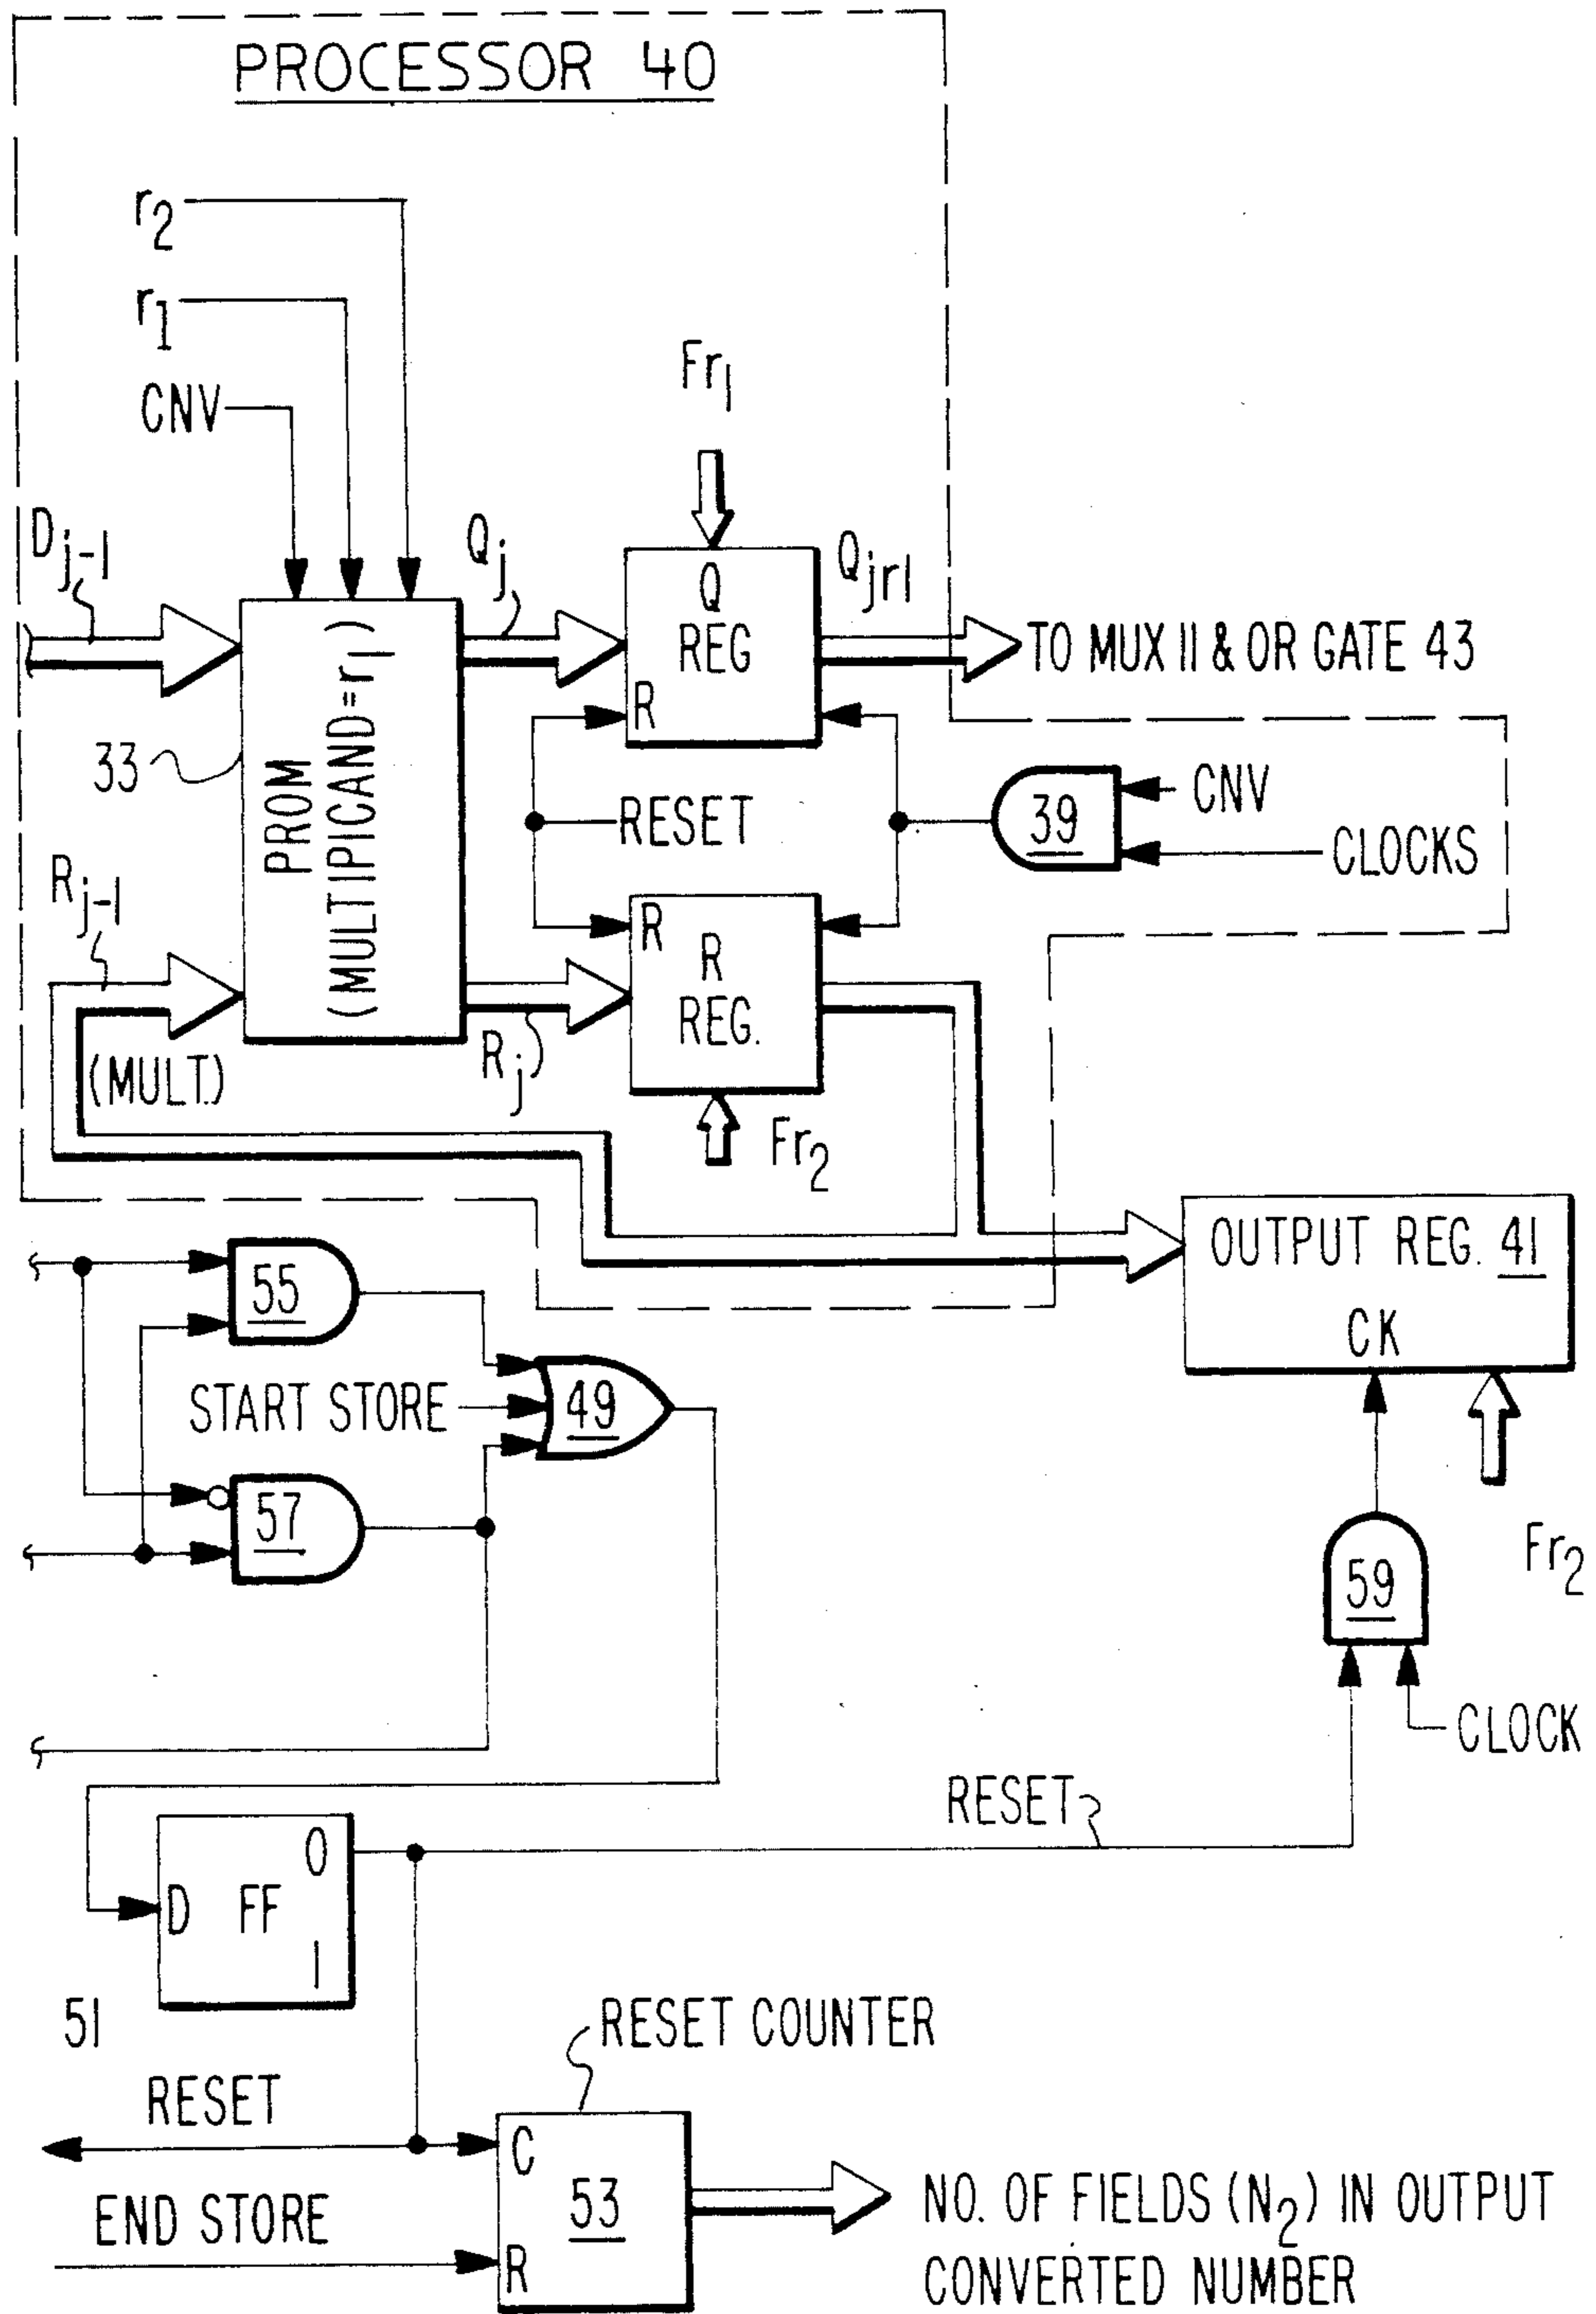 PROCESSOR 40
r2
r1
CNV
Fr1
Dj-1
Qj
Q
REG
R
Qjr1
TO MUX 11 & OR GATE 43
33
PROM
(MULTIPICAND=r1)
RESET
39
CNV
CLOCKS
Rj-1
R
R
REG.
(MULT.)
Rj
Fr2
OUTPUT REG. 41
CK
55
START STORE
49
57
Fr2
59
CLOCK
RESET
0
D FF
1
51
RESET COUNTER
RESET
C
53
END STORE
R
NO. OF FIELDS (N2) IN OUTPUT
CONVERTED NUMBER